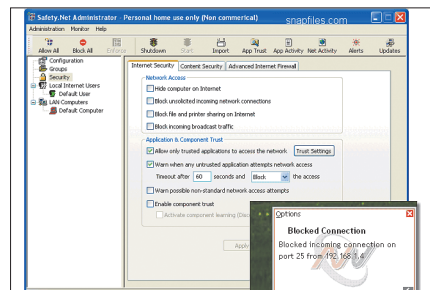 Safety.Net Administrator - Personal home use only (Non commerical)
snapfiles.com
Administration Monitor Help
Allow All Block All Enforce Shutdown Start Import App Trust App Activity Net Activity Alerts Updates
Configuration
Groups
Security
Local Internet Users
Default User
LAN Computers
Default Computer
Internet Security Content Security Advanced Internet Firewall
Network Access
Hide computer on Internet
Block unsolicited incoming network connections
Block file and printer sharing on Internet
Block incoming broadcast traffic
Application & Component Trust
Allow only trusted applications to access the network Trust Settings
Warn when any untrusted application attempts network access
Timeout after 60 seconds and Block the access
Warn possible non-standard network access attempts
Enable component trust
Activate component learning
Apply
Options
Blocked Connection
Blocked incoming connection on
port 25 from 192.168.1.4